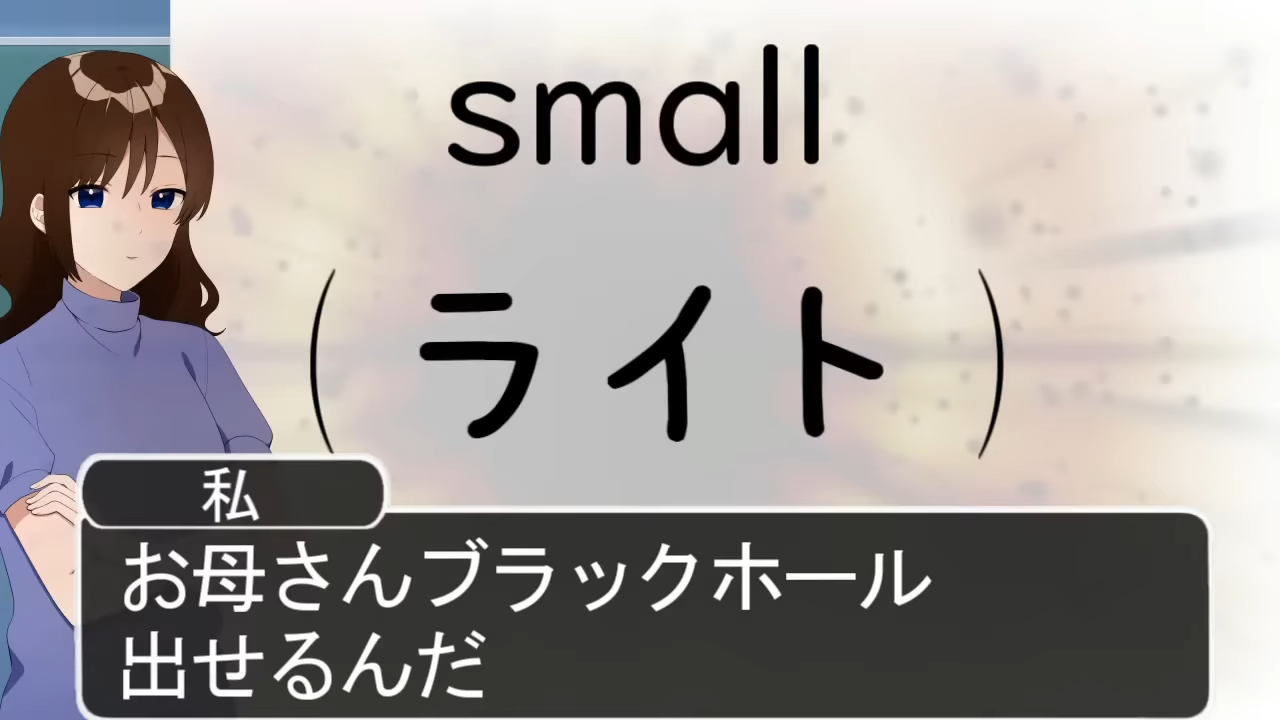 small
(ライト)
私
お母さんブラックホール
出せるんだ